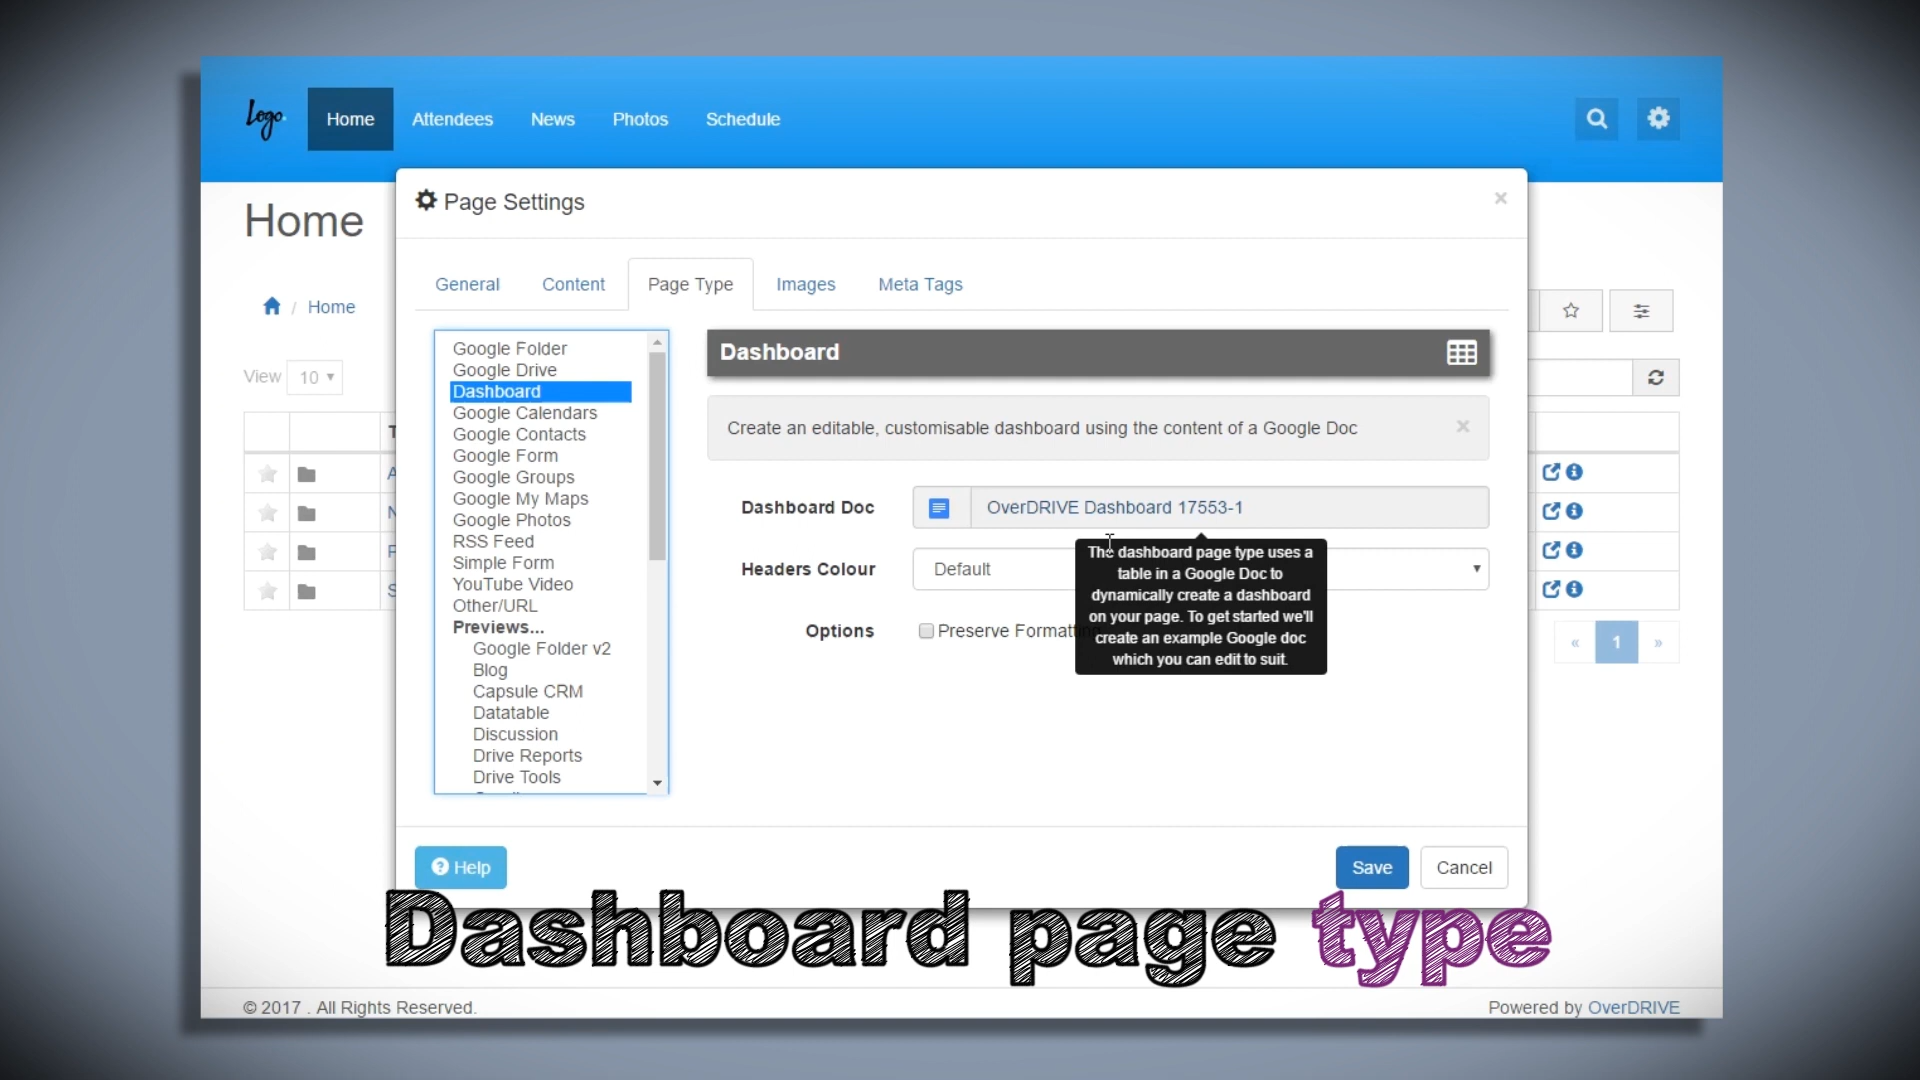 Logo
Home
Attendees
News
Photos
Schedule
Page Settings
×
Home
General
Content
Page Type
Images
Meta Tags
/ Home
View 10
Google Folder
Google Drive
Dashboard
Google Calendars
Google Contacts
Google Form
Google Groups
Google My Maps
Google Photos
RSS Feed
Simple Form
YouTube Video
Other/URL
Previews...
Google Folder v2
Blog
Capsule CRM
Datatable
Discussion
Drive Reports
Drive Tools
Dashboard
Create an editable, customisable dashboard using the content of a Google Doc
×
Dashboard Doc
OverDRIVE Dashboard 17553-1
Headers Colour
Default
The dashboard page type uses a
table in a Google Doc to
dynamically create a dashboard
on your page. To get started we'll
create an example Google doc
which you can edit to suit.
Options
Preserve Formatting
T
A
N
P
S
« 1 »
Help
Save
Cancel
Dashboard page type
© 2017 . All Rights Reserved.
Powered by OverDRIVE